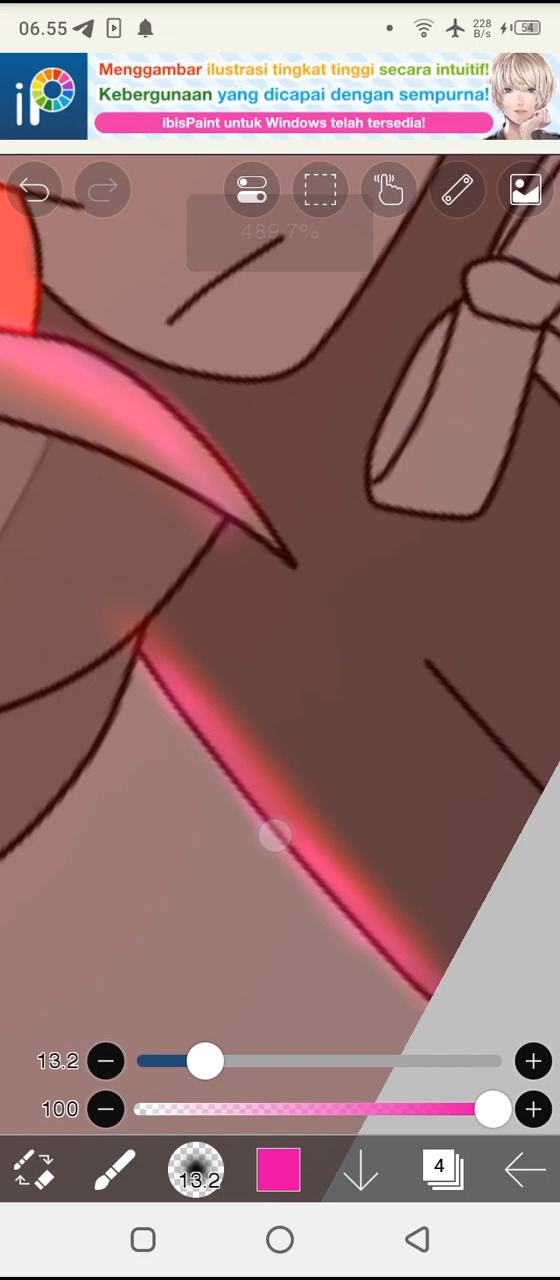 06.55
228
B/s
54
iP
Menggambar ilustrasi tingkat tinggi secara intuitif!
Kebergunaan yang dicapai dengan sempurna!
ibisPaint untuk Windows telah tersedia!
489.7%
13.2
100
13.2
4